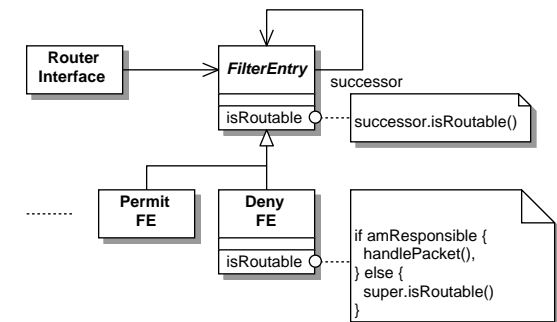 Router
Interface
FilterEntry
successor
isRoutable
successor.isRoutable()
Permit
FE
Deny
FE
isRoutable
if amResponsible {
handlePacket(),
} else {
super.isRoutable()
}